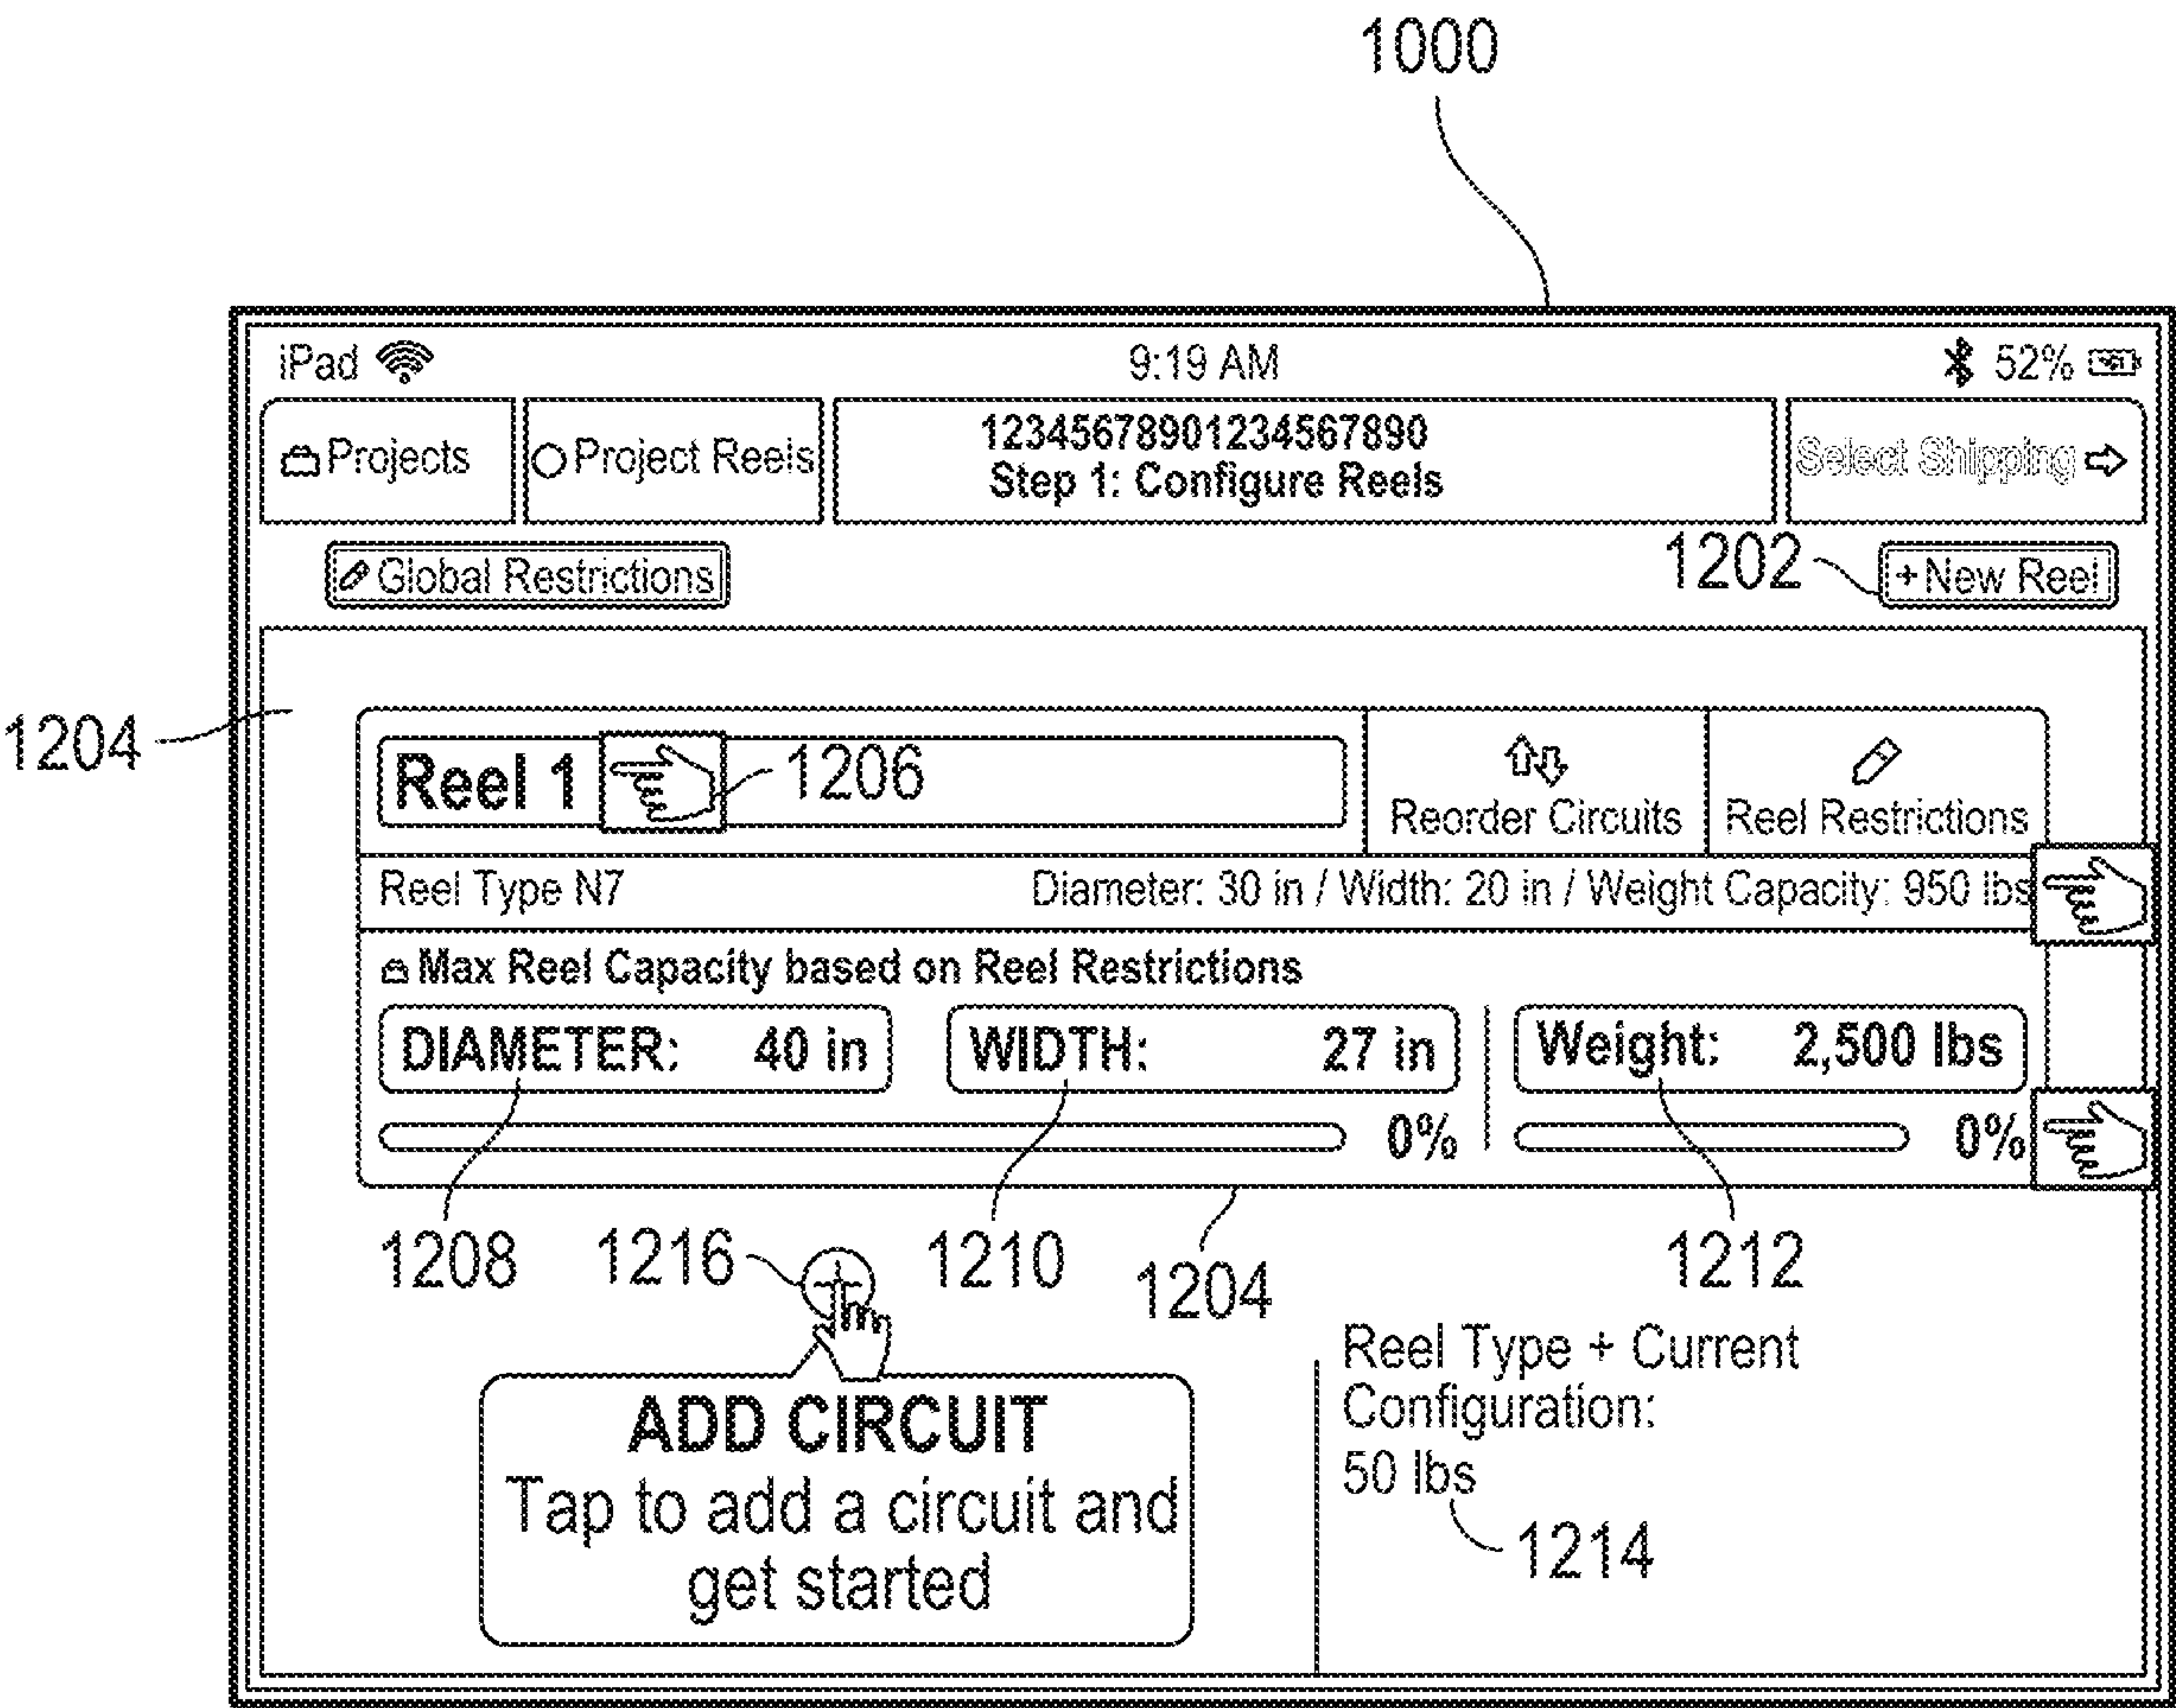 1000
iPad 9:19 AM 52%
Projects Project Reels 12345678901234567890 Select Shipping
Step 1: Configure Reels
Global Restrictions 1202 +New Reel
1204
Reel 1 1206 Reorder Circuits Reel Restrictions
Reel Type N7 Diameter: 30 in / Width: 20 in / Weight Capacity: 950 lbs
Max Reel Capacity based on Reel Restrictions
DIAMETER: 40 in WIDTH: 27 in Weight: 2,500 lbs
0% 0%
1208 1216 1210 1204 1212
ADD CIRCUIT
Tap to add a circuit and
get started
Reel Type + Current
Configuration:
50 lbs
1214